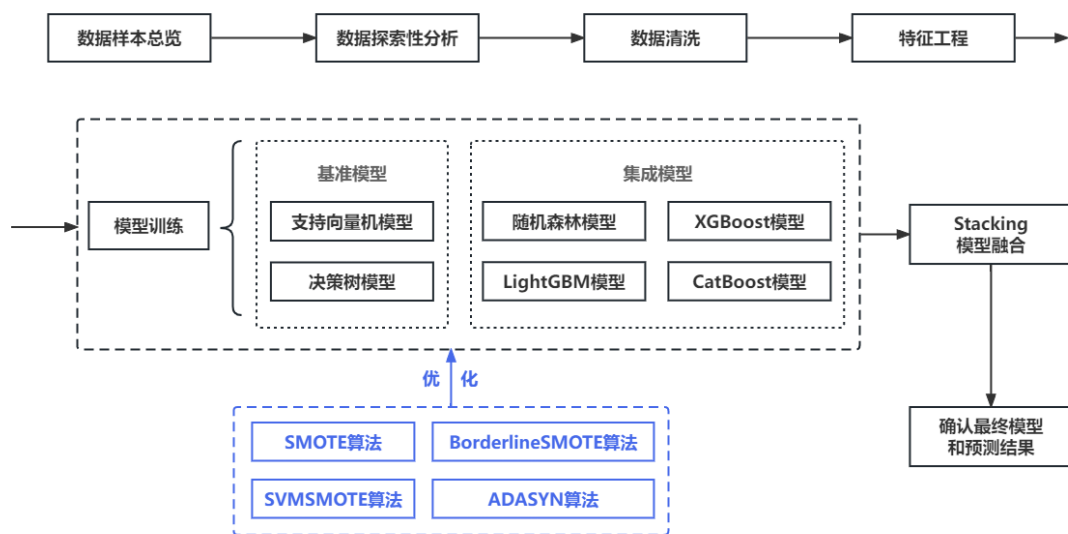 数据样本总览
数据探索性分析
数据清洗
特征工程
模型训练
基准模型
支持向量机模型
决策树模型
集成模型
随机森林模型
XGBoost模型
LightGBM模型
CatBoost模型
Stacking
模型融合
优 化
SMOTE算法
BorderlineSMOTE算法
SVMSMOTE算法
ADASYN算法
确认最终模型
和预测结果